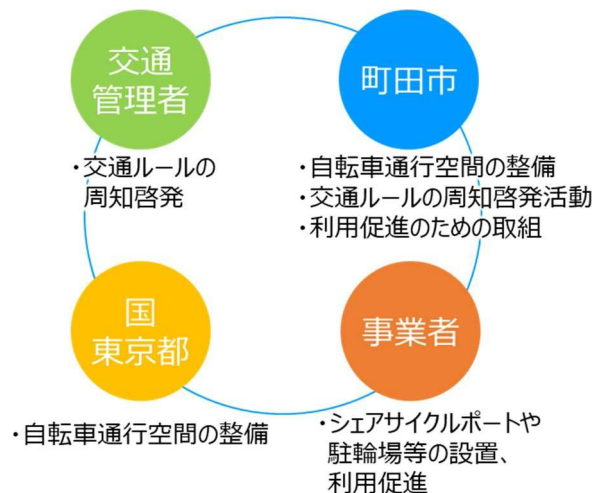 交通
管理者
・交通ルールの
周知啓発
町田市
・自転車通行空間の整備
・交通ルールの周知啓発活動
・利用促進のための取組
国
東京都
・自転車通行空間の整備
事業者
・シェアサイクルポートや
駐輪場等の設置、
利用促進